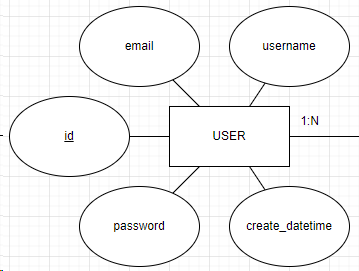 email
username
1:N
id
USER
password
create_datetime